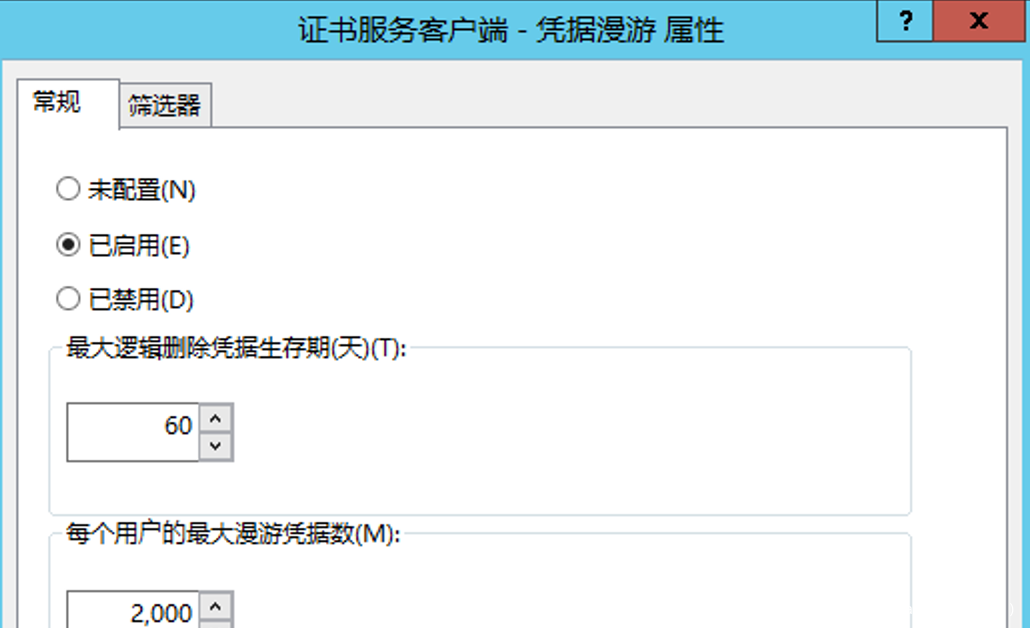 证书服务客户端 - 凭据漫游 属性
? x
常规
筛选器
未配置(N)
已启用(E)
已禁用(D)
最大逻辑删除凭据生存期(天)(T):
60
每个用户的最大漫游凭据数(M):
2,000